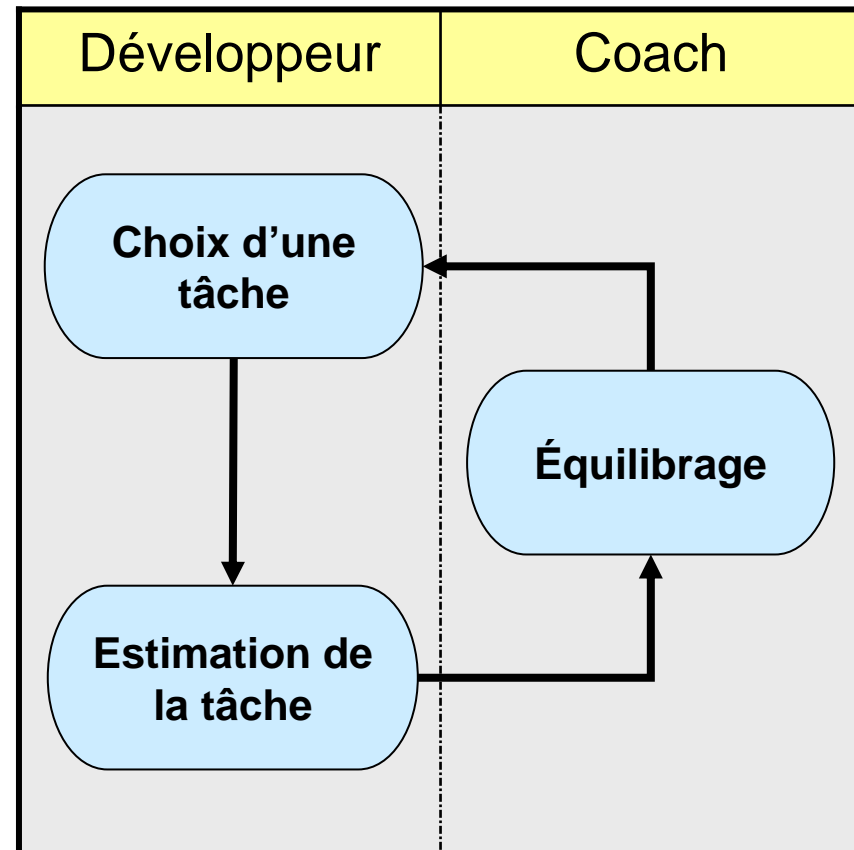 Développeur
Coach
Choix d’une
tâche
Équilibrage
Estimation de
la tâche